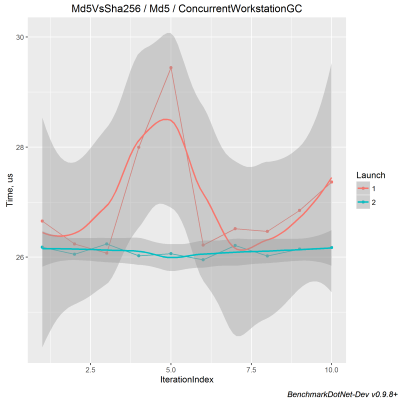 Md5VsSha256 / Md5 / ConcurrentWorkstationGC
Time, us
30
28
26
2.5
5.0
7.5
10.0
IterationIndex
Launch
1
2
BenchmarkDotNet-Dev v0.9.8+